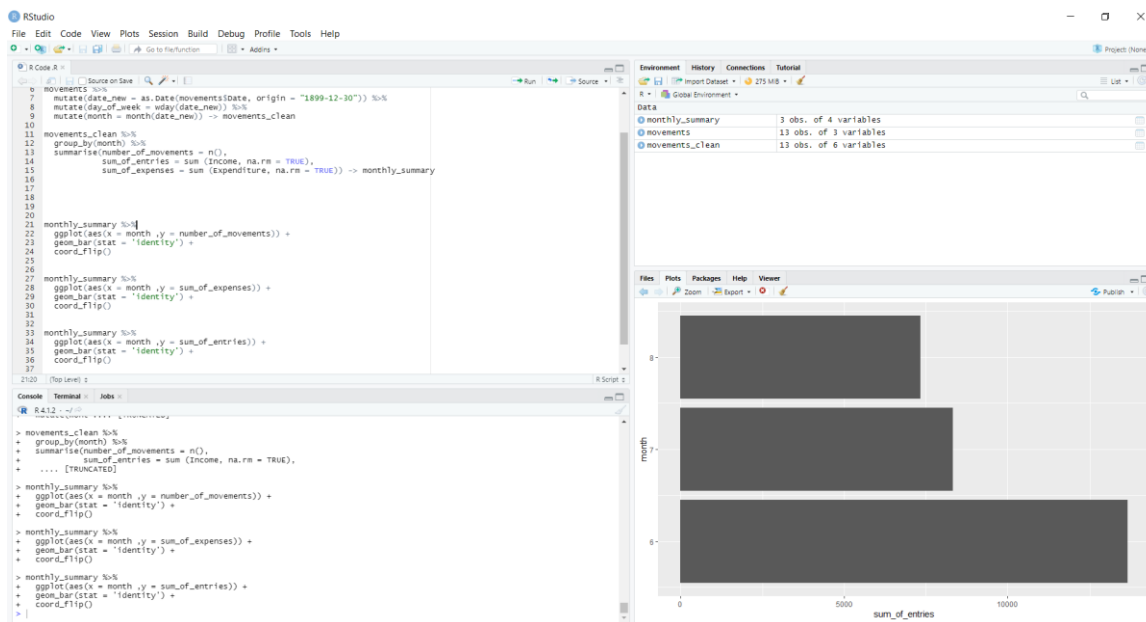 RStudio
File Edit Code View Plots Session Build Debug Profile Tools Help
Go to file/function Addins
R Code .R
Source on Save Run Source
6 movements %>%
7 mutate(date_new = as.Date(movements$Date, origin = "1899-12-30")) %>%
8 mutate(day_of_week = wday(date_new)) %>%
9 mutate(month = month(date_new)) -> movements_clean
10
11 movements_clean %>%
12 group_by(month) %>%
13 summarise(number_of_movements = n(),
14 sum_of_entries = sum (Income, na.rm = TRUE),
15 sum_of_expenses = sum (Expenditure, na.rm = TRUE)) -> monthly_summary
16
17
18
19
20
21 monthly_summary %>%
22 ggplot(aes(x = month ,y = number_of_movements)) +
23 geom_bar(stat = 'identity') +
24 coord_flip()
25
26
27 monthly_summary %>%
28 ggplot(aes(x = month ,y = sum_of_expenses)) +
29 geom_bar(stat = 'identity') +
30 coord_flip()
31
32
33 monthly_summary %>%
34 ggplot(aes(x = month ,y = sum_of_entries)) +
35 geom_bar(stat = 'identity') +
36 coord_flip()
37
21:20 (Top Level) R Script
Console Terminal Jobs
R 4.1.2 · ~/
> movements_clean %>%
+ group_by(month) %>%
+ summarise(number_of_movements = n(),
+ sum_of_entries = sum (Income, na.rm = TRUE),
+ .... [TRUNCATED]
> monthly_summary %>%
+ ggplot(aes(x = month ,y = number_of_movements)) +
+ geom_bar(stat = 'identity') +
+ coord_flip()
> monthly_summary %>%
+ ggplot(aes(x = month ,y = sum_of_expenses)) +
+ geom_bar(stat = 'identity') +
+ coord_flip()
> monthly_summary %>%
+ ggplot(aes(x = month ,y = sum_of_entries)) +
+ geom_bar(stat = 'identity') +
+ coord_flip()
>
Project: (None
Environment History Connections Tutorial
Import Dataset 275 MiB List
R Global Environment
Data
monthly_summary 3 obs. of 4 variables
movements 13 obs. of 3 variables
movements_clean 13 obs. of 6 variables
Files Plots Packages Help Viewer
Zoom Export Publish
8
7
6
month
0 5000 10000
sum_of_entries